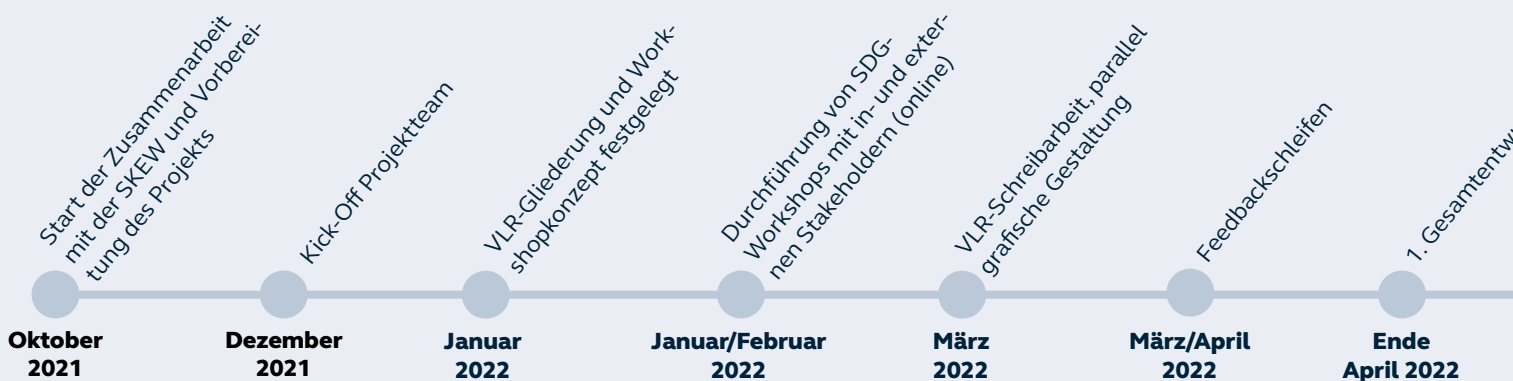 Start der Zusammenarbeit
mit der SKEW und Vorberei-
tung des Projekts
Oktober
2021
Kick-Off Projektteam
Dezember
2021
VLR-Gliederung und Work-
shopkonzept festgelegt
Januar
2022
Durchführung von SDG-
Workshops mit in- und exter-
nen Stakeholdern (online)
Januar/Februar
2022
VLR-Schreibarbeit, parallel
grafische Gestaltung
März
2022
Feedbackschleifen
März/April
2022
1.
Ende
April 2022